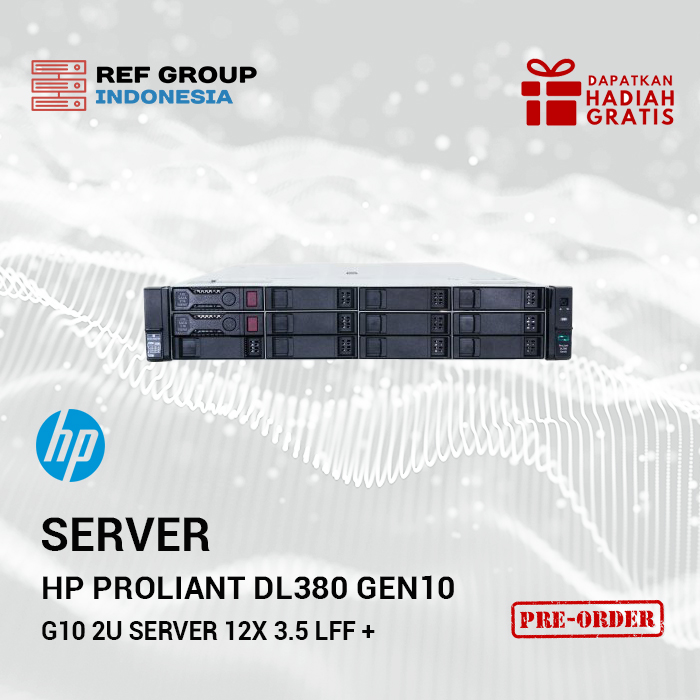 REF GROUP
INDONESIA
DAPATKAN
HADIAH
GRATIS
hp
SERVER
HP PROLIANT DL380 GEN10
G10 2U SERVER 12X 3.5 LFF +
PRE-ORDER